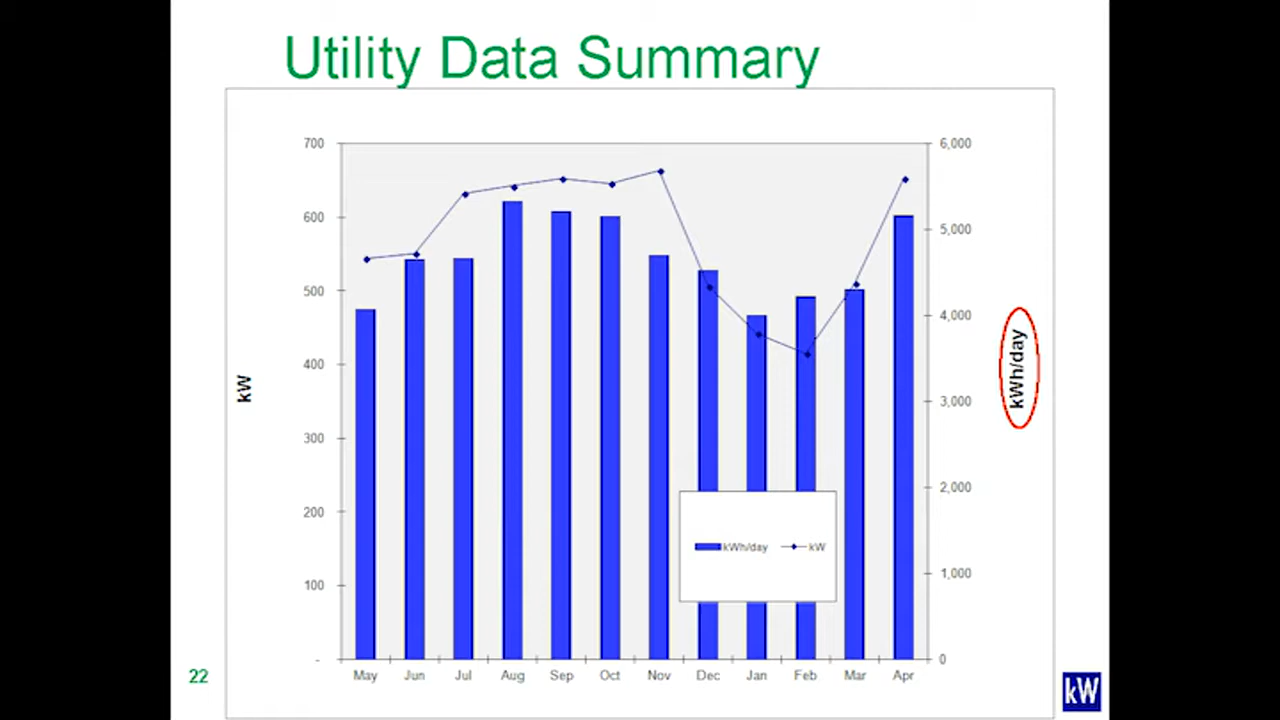 Utility Data Summary
700
600
500
400
300
200
100
-
kW
6,000
5,000
4,000
3,000
2,000
1,000
0
kWh/day
kWh/day kW
May Jun Jul Aug Sep Oct Nov Dec Jan Feb Mar Apr
22
kW